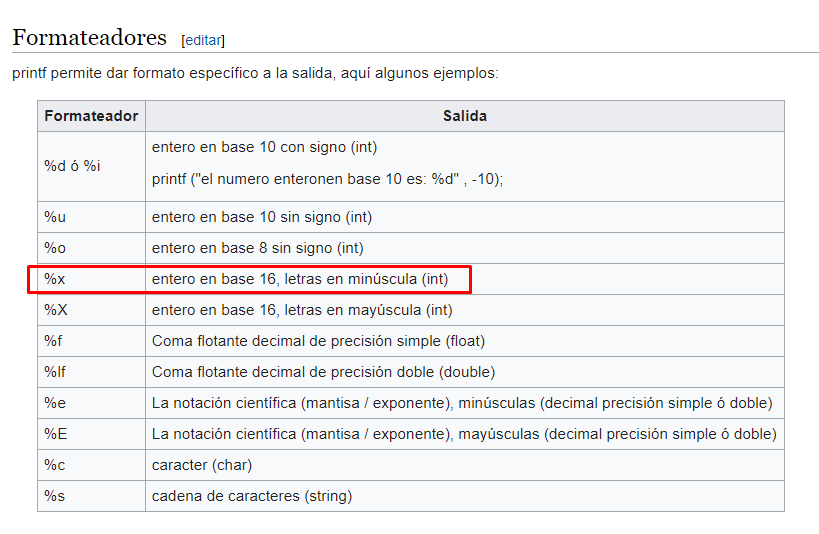 Formateadores [editar]
printf permite dar formato específico a la salida, aquí algunos ejemplos:
Formateador Salida
%d ó %i entero en base 10 con signo (int)
printf ("el numero enteronen base 10 es: %d" , -10);
%u entero en base 10 sin signo (int)
%o entero en base 8 sin signo (int)
%x entero en base 16, letras en minúscula (int)
%X entero en base 16, letras en mayúscula (int)
%f Coma flotante decimal de precisión simple (float)
%lf Coma flotante decimal de precisión doble (double)
%e La notación científica (mantisa / exponente), minúsculas (decimal precisión simple ó doble)
%E La notación científica (mantisa / exponente), mayúsculas (decimal precisión simple ó doble)
%c caracter (char)
%s cadena de caracteres (string)